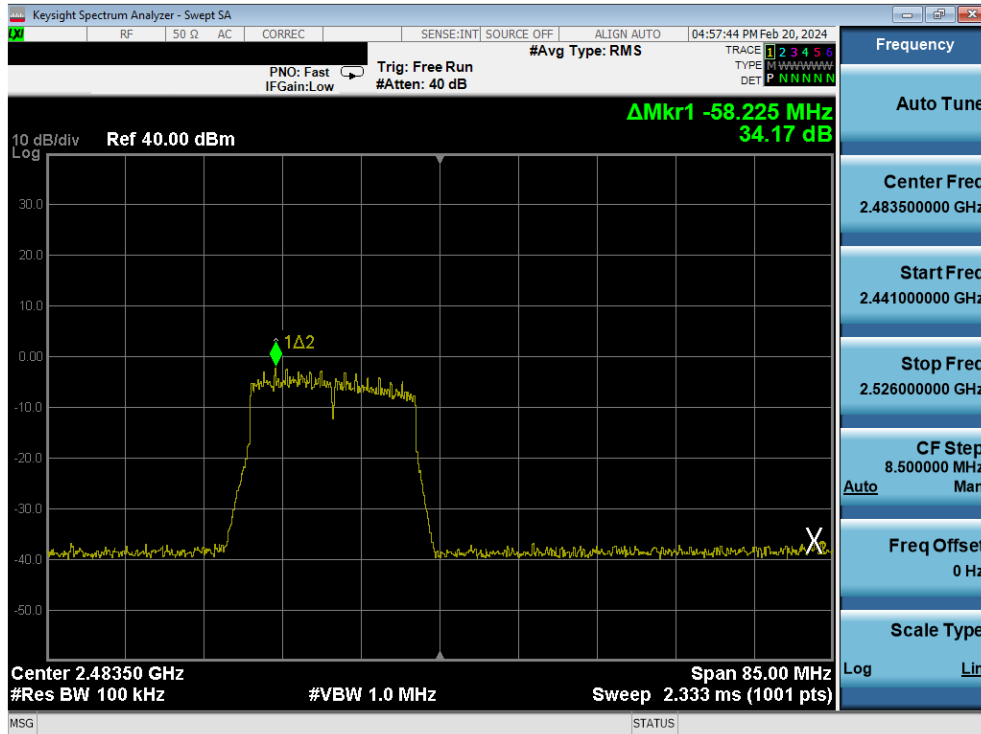 Keysight Spectrum Analyzer - Swept SA
LXI RF 50 Ω AC CORREC SENSE:INT SOURCE OFF ALIGN AUTO 04:57:44 PM Feb 20, 2024
#Avg Type: RMS
TRACE 1 2 3 4 5 6
PNO: Fast Trig: Free Run TYPE M WWWWW
IFGain:Low #Atten: 40 dB DET P N N N N N
ΔMkr1 -58.225 MHz
34.17 dB
10 dB/div Ref 40.00 dBm
Log
30.0
20.0
10.0
1Δ2
0.00
-10.0
-20.0
-30.0
-40.0
-50.0
Center 2.48350 GHz Span 85.00 MHz
#Res BW 100 kHz #VBW 1.0 MHz Sweep 2.333 ms (1001 pts)
MSG STATUS
Frequency
Auto Tune
Center Freq
2.483500000 GHz
Start Freq
2.441000000 GHz
Stop Freq
2.526000000 GHz
CF Step
8.500000 MHz
Auto Man
Freq Offset
0 Hz
Scale Type
Log Lin